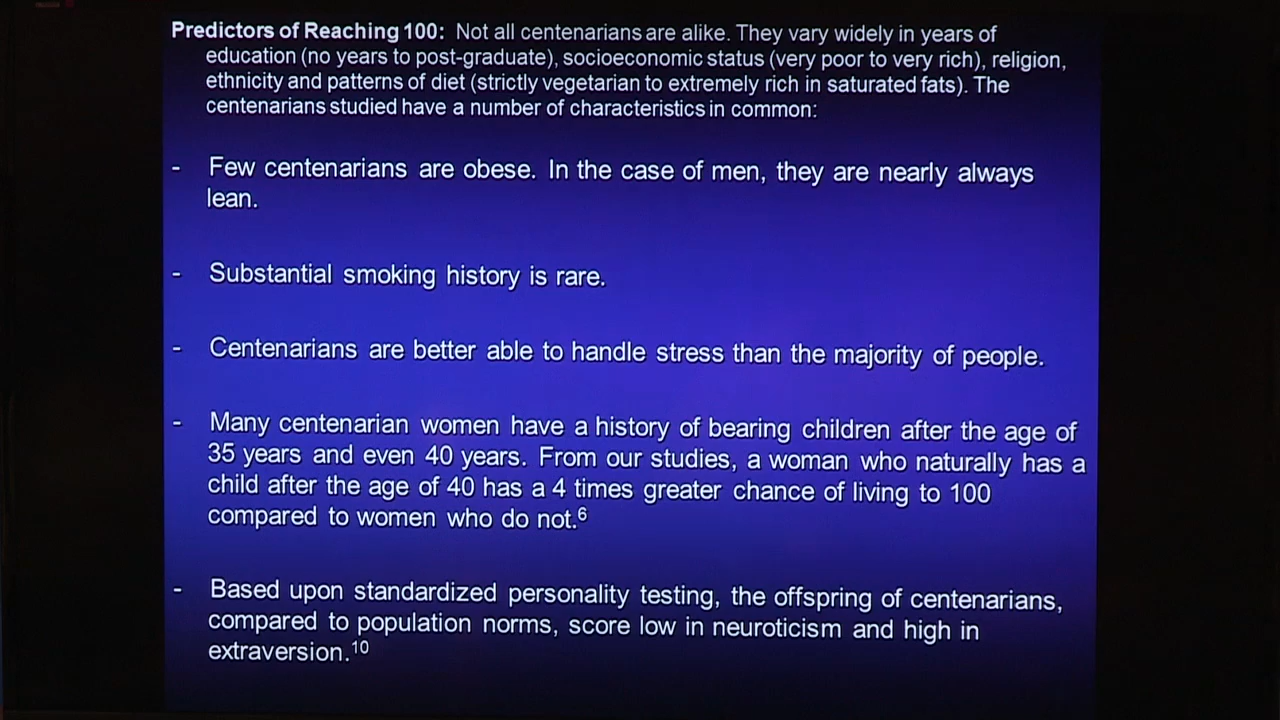 Predictors of Reaching 100: Not all centenarians are alike. They vary widely in years of
education (no years to post-graduate), socioeconomic status (very poor to very rich), religion,
ethnicity and patterns of diet (strictly vegetarian to extremely rich in saturated fats). The
centenarians studied have a number of characteristics in common:
- Few centenarians are obese. In the case of men, they are nearly always
lean.
- Substantial smoking history is rare.
- Centenarians are better able to handle stress than the majority of people.
- Many centenarian women have a history of bearing children after the age of
35 years and even 40 years. From our studies, a woman who naturally has a
child after the age of 40 has a 4 times greater chance of living to 100
compared to women who do not.⁶
- Based upon standardized personality testing, the offspring of centenarians,
compared to population norms, score low in neuroticism and high in
extraversion.¹⁰